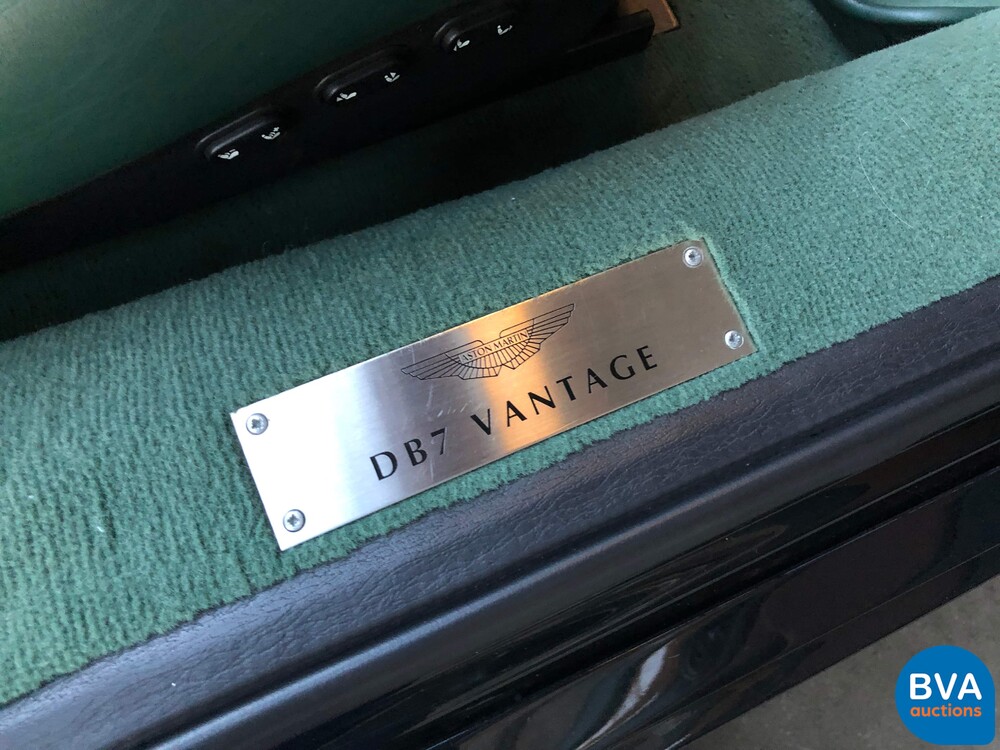 ASTON MARTIN
DB7 VANTAGE
BVA
auctions